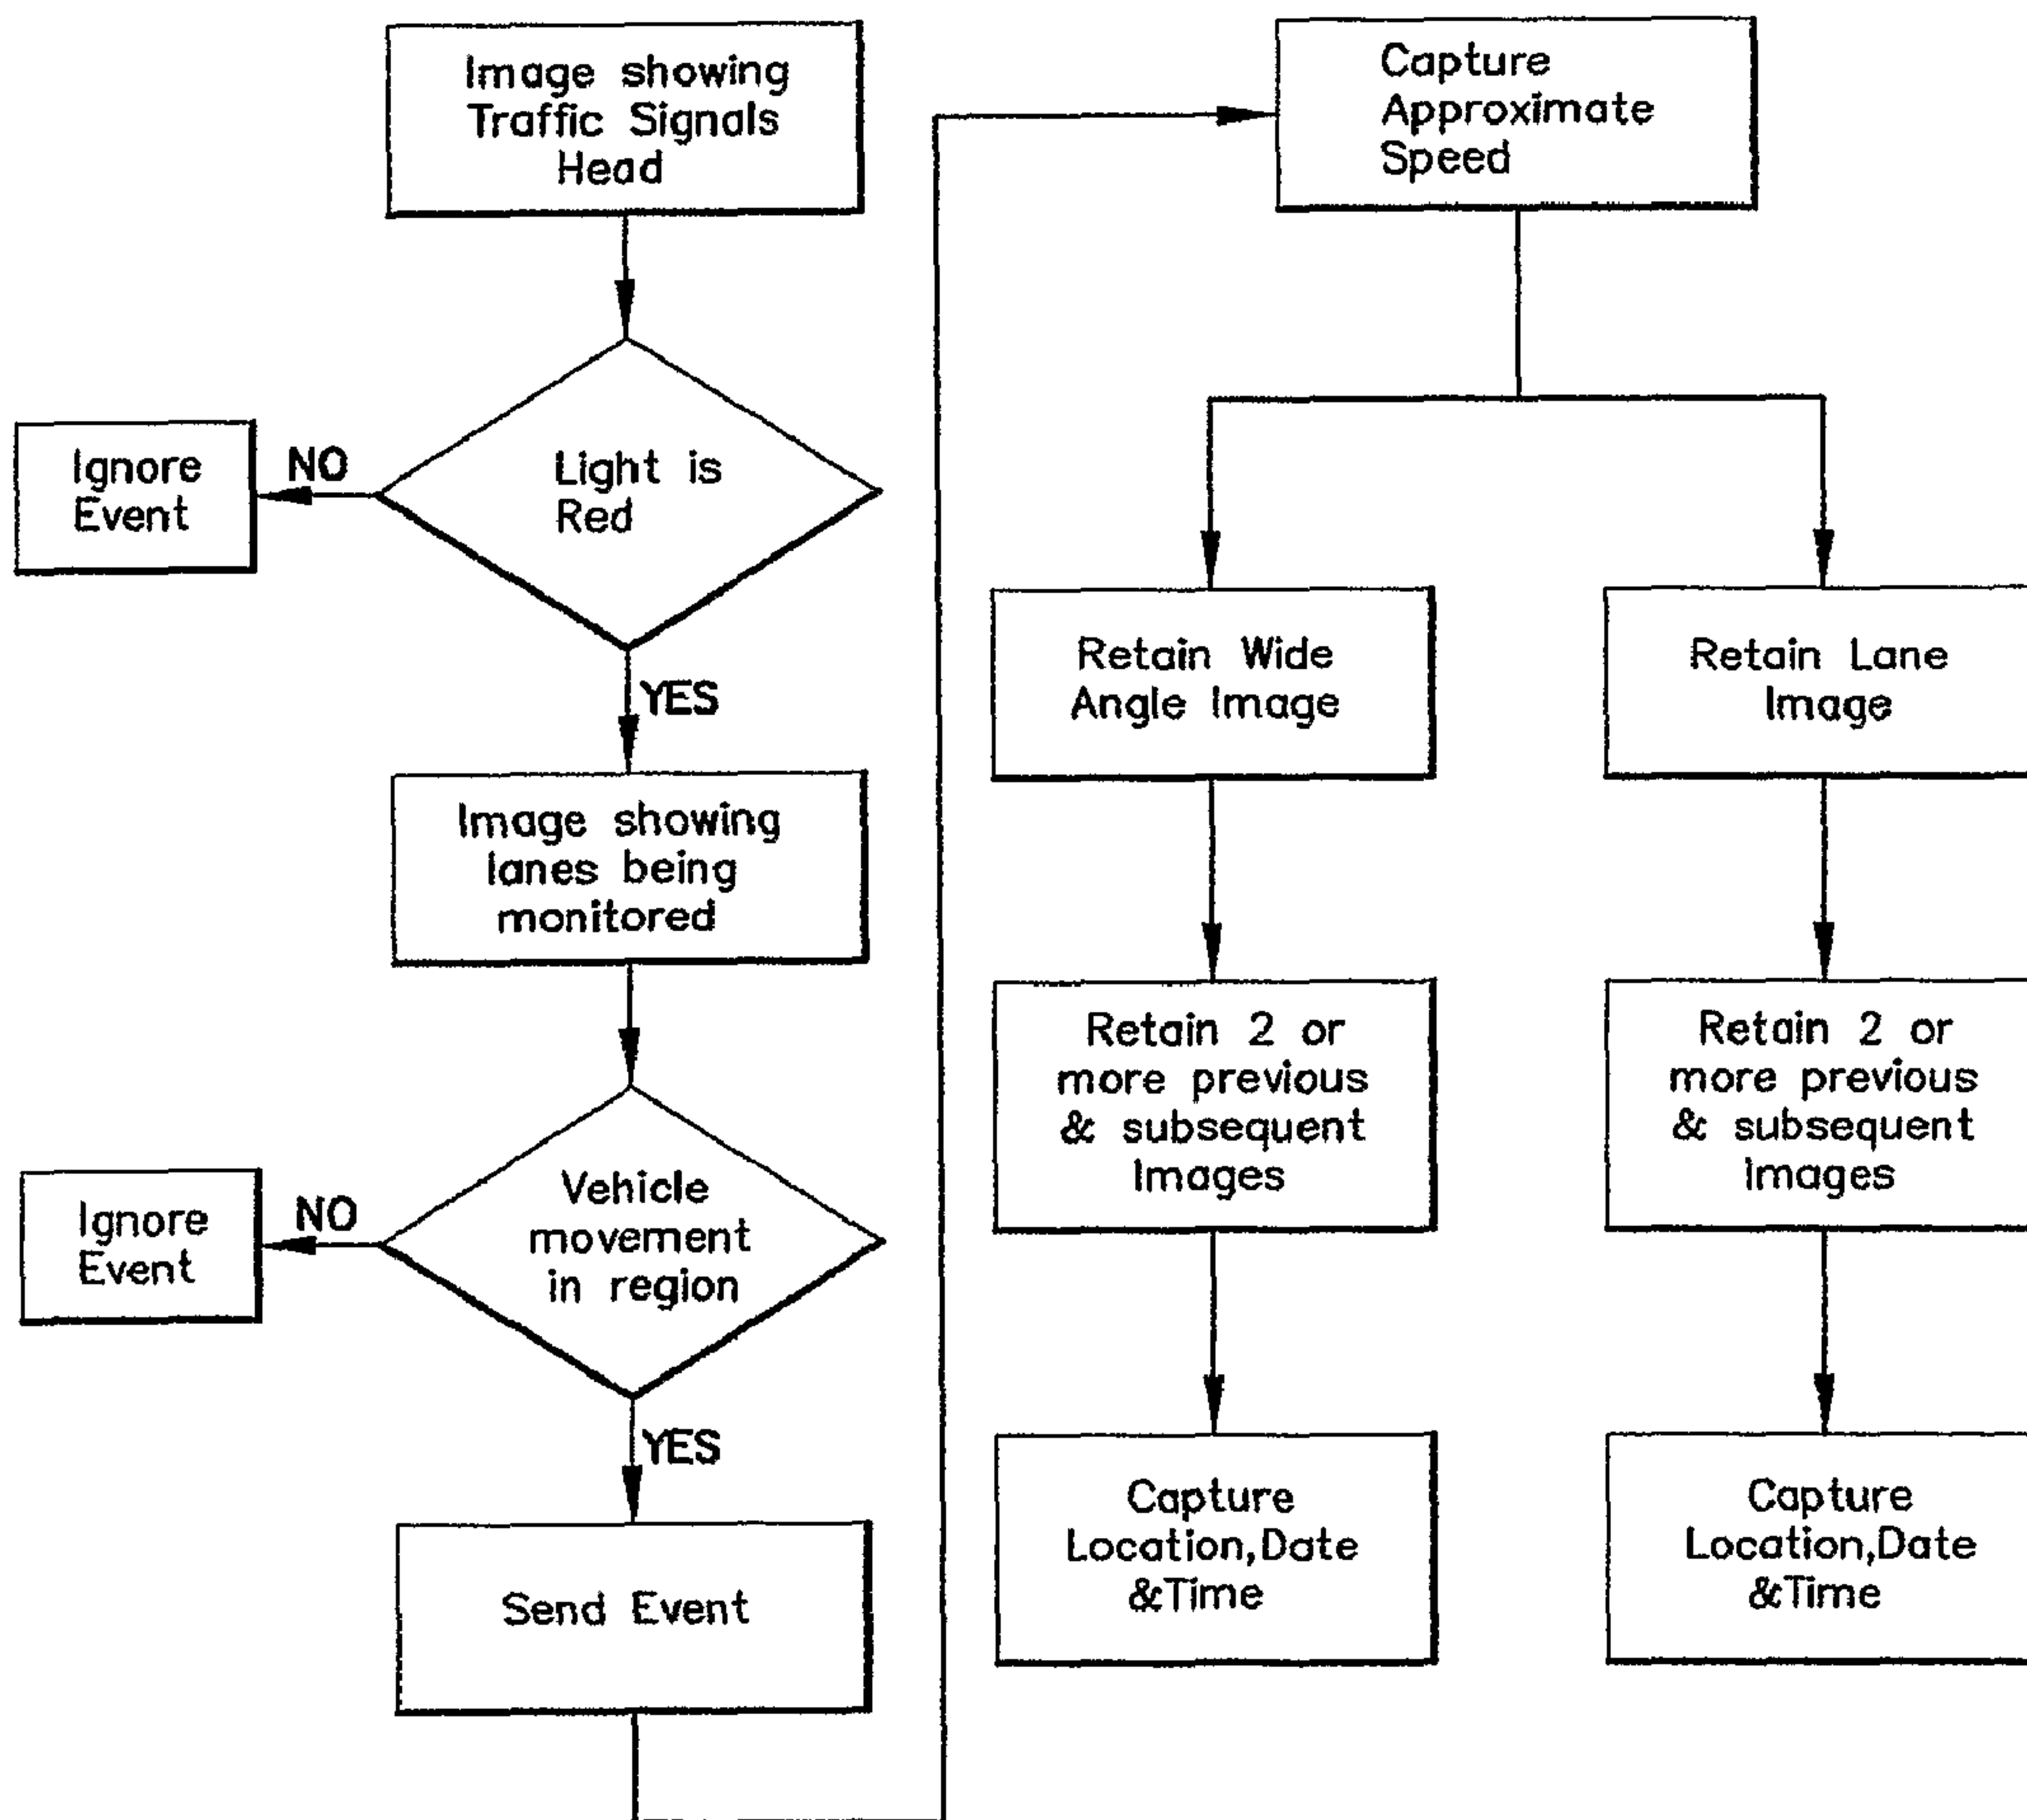 Image showing
Traffic Signals
Head
Light is
Red
NO
Ignore
Event
YES
Image showing
lanes being
monitored
Vehicle
movement
in region
NO
Ignore
Event
YES
Send Event
Capture
Approximate
Speed
Retain Wide
Angle Image
Retain 2 or
more previous
& subsequent
Images
Capture
Location,Date
&Time
Retain Lane
Image
Retain 2 or
more previous
& subsequent
Images
Capture
Location,Date
&Time